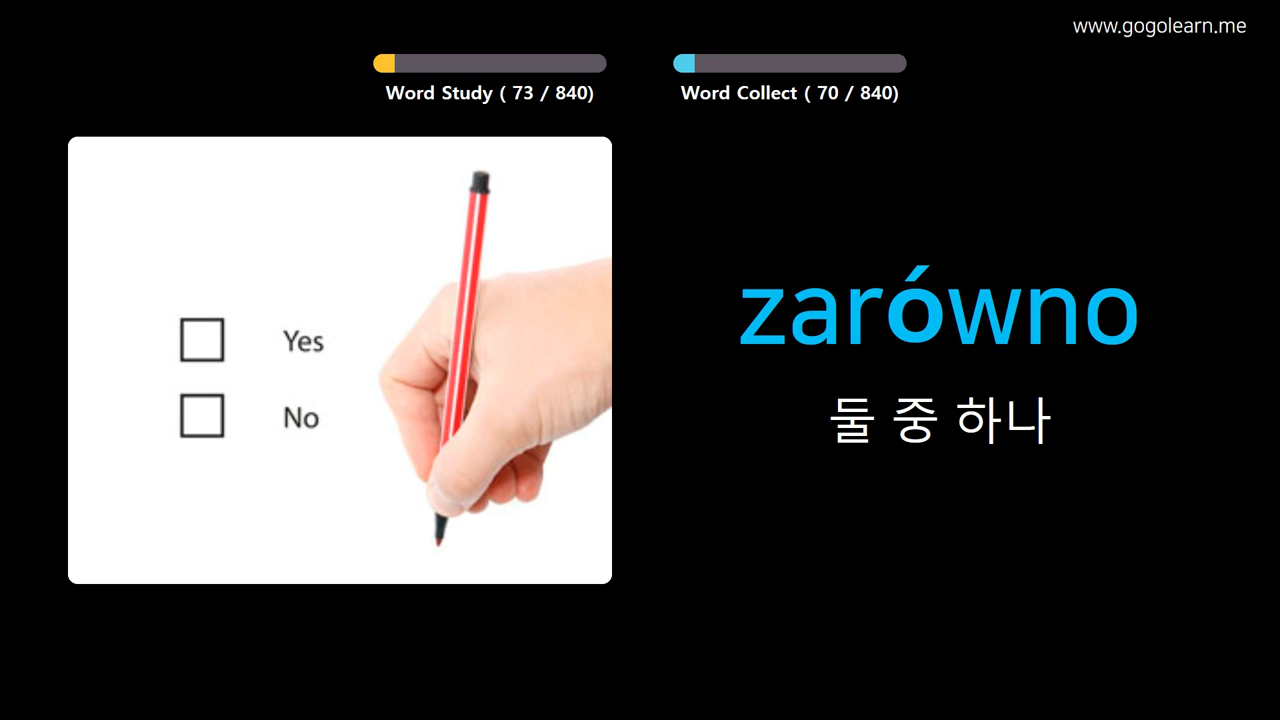 www.gogolearn.me
Word Study ( 73 / 840)
Word Collect ( 70 / 840)
Yes
No
zarówno
둘 중 하나